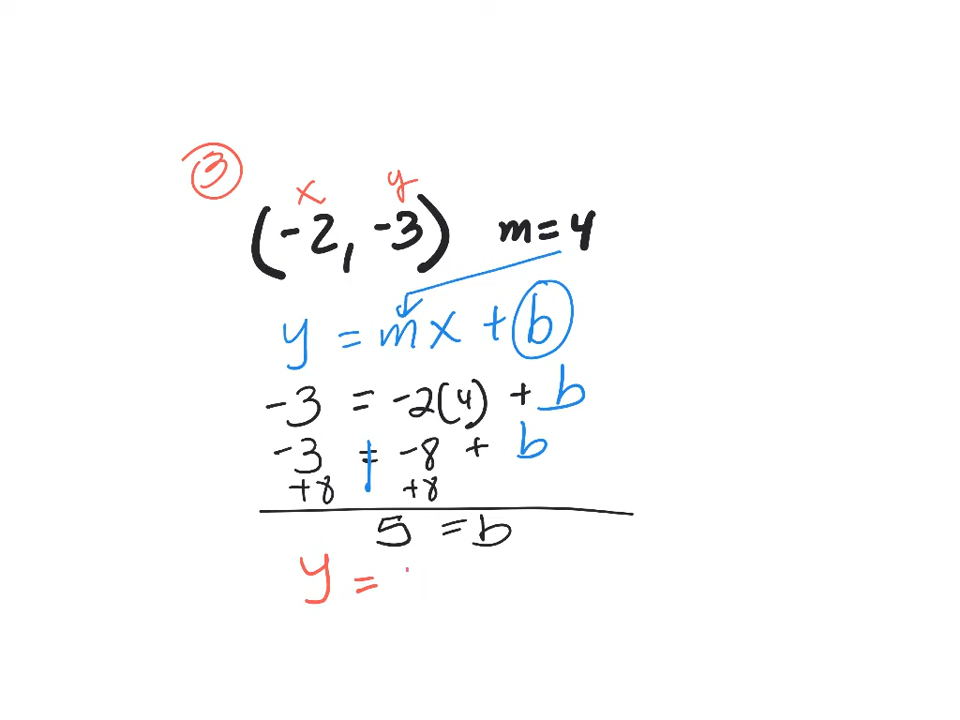 3
x y
(-2, -3) m=4
y = mx + b
-3 = -2(4) + b
-3 = -8 + b
+8 +8
5 = b
y =